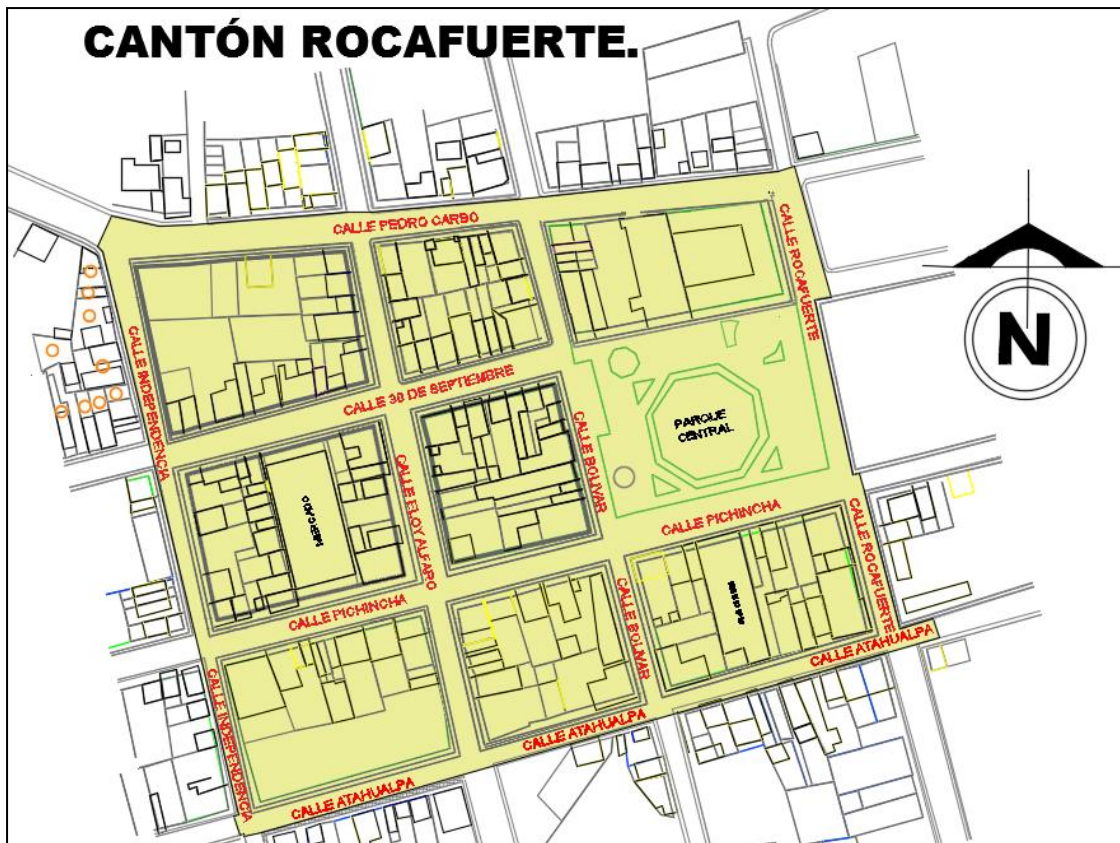 CANTÓN ROCAFUERTE.
CALLE PEDRO CARBO
CALLE ROCAFUERTE
CALLE INDEPENDENCIA
CALLE 30 DE SEPTIEMBRE
PARQUE
CENTRAL
N
CALLE BOLIVAR
MERCADO
CALLE ELOY ALFARO
CALLE PICHINCHA
CALLE ROCAFUERTE
CALLE PICHINCHA
CALLE BOLIVAR
CALLE ATAHUALPA
CALLE INDEPENDENCIA
CALLE ATAHUALPA
CALLE ATAHUALPA